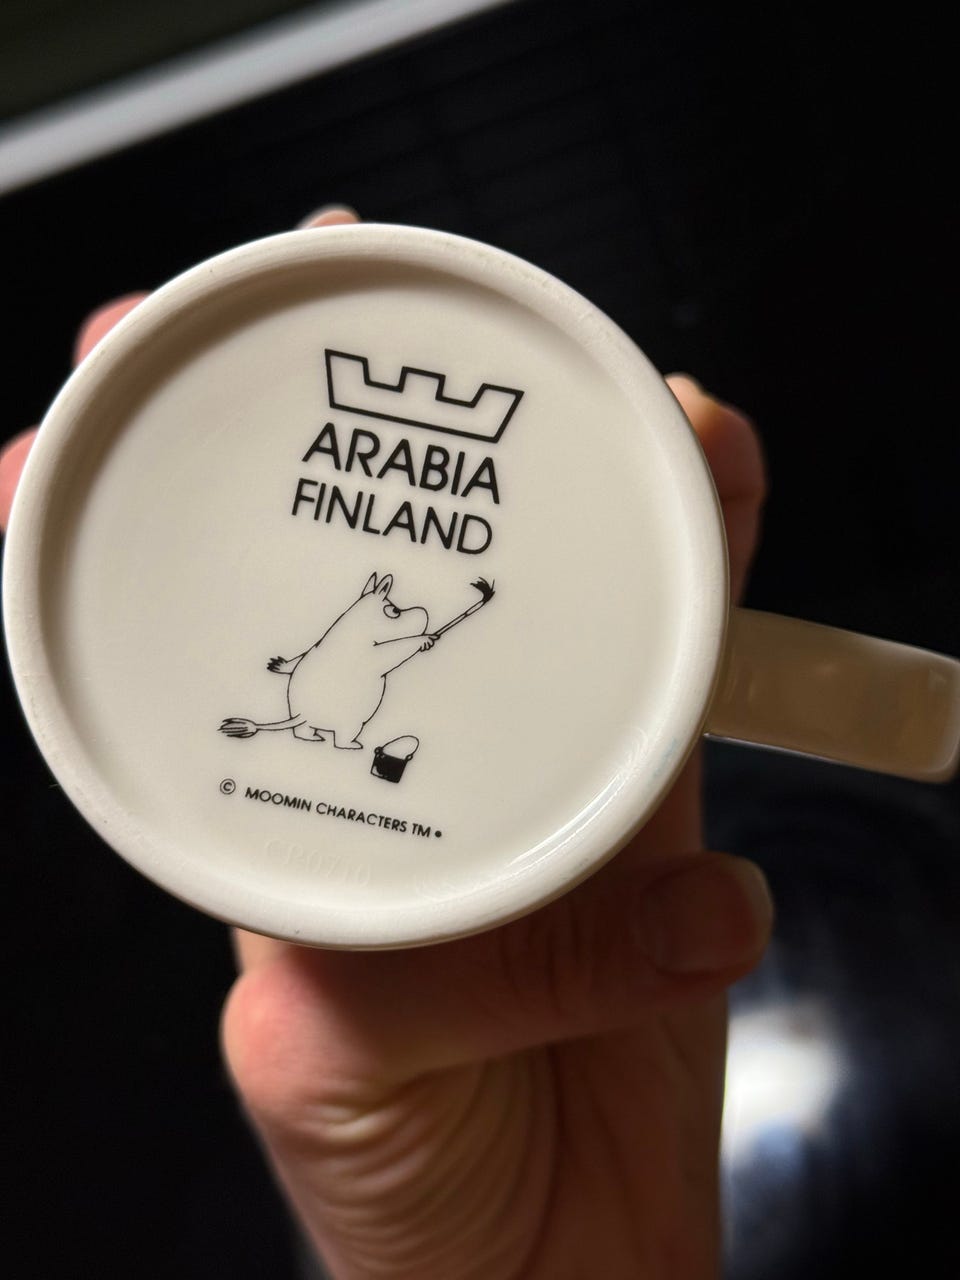 ARABIA
FINLAND
© MOOMIN CHARACTERS TM •